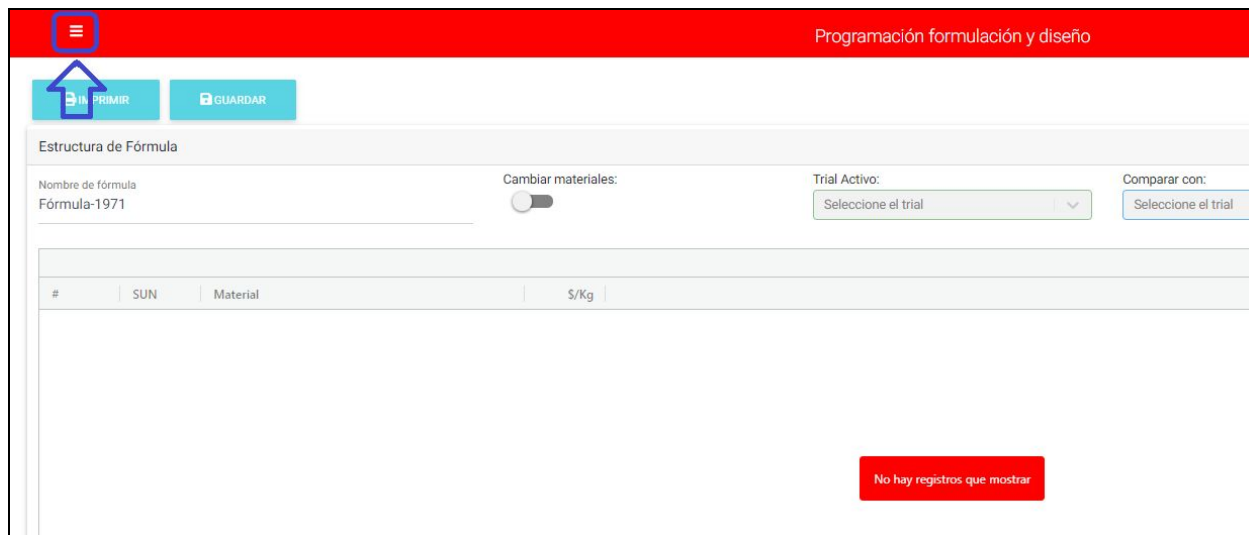 Programación formulación y diseño
IMPRIMIR GUARDAR
Estructura de Fórmula
Nombre de fórmula
Fórmula-1971
Cambiar materiales:
Trial Activo:
Seleccione el trial
Comparar con:
Seleccione el trial
# SUN Material $/Kg
No hay registros que mostrar